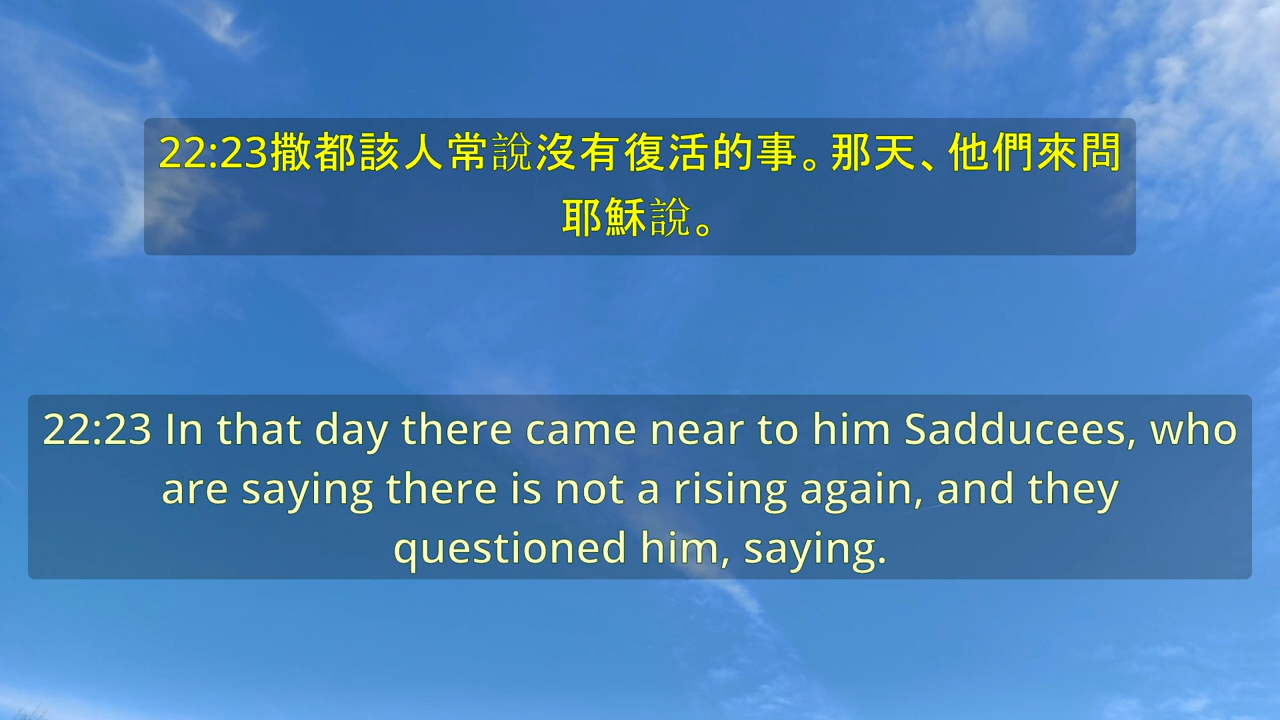 22:23撒都該人常說沒有復活的事。那天、他們來問
耶穌說。
22:23 In that day there came near to him Sadducees, who
are saying there is not a rising again, and they
questioned him, saying.